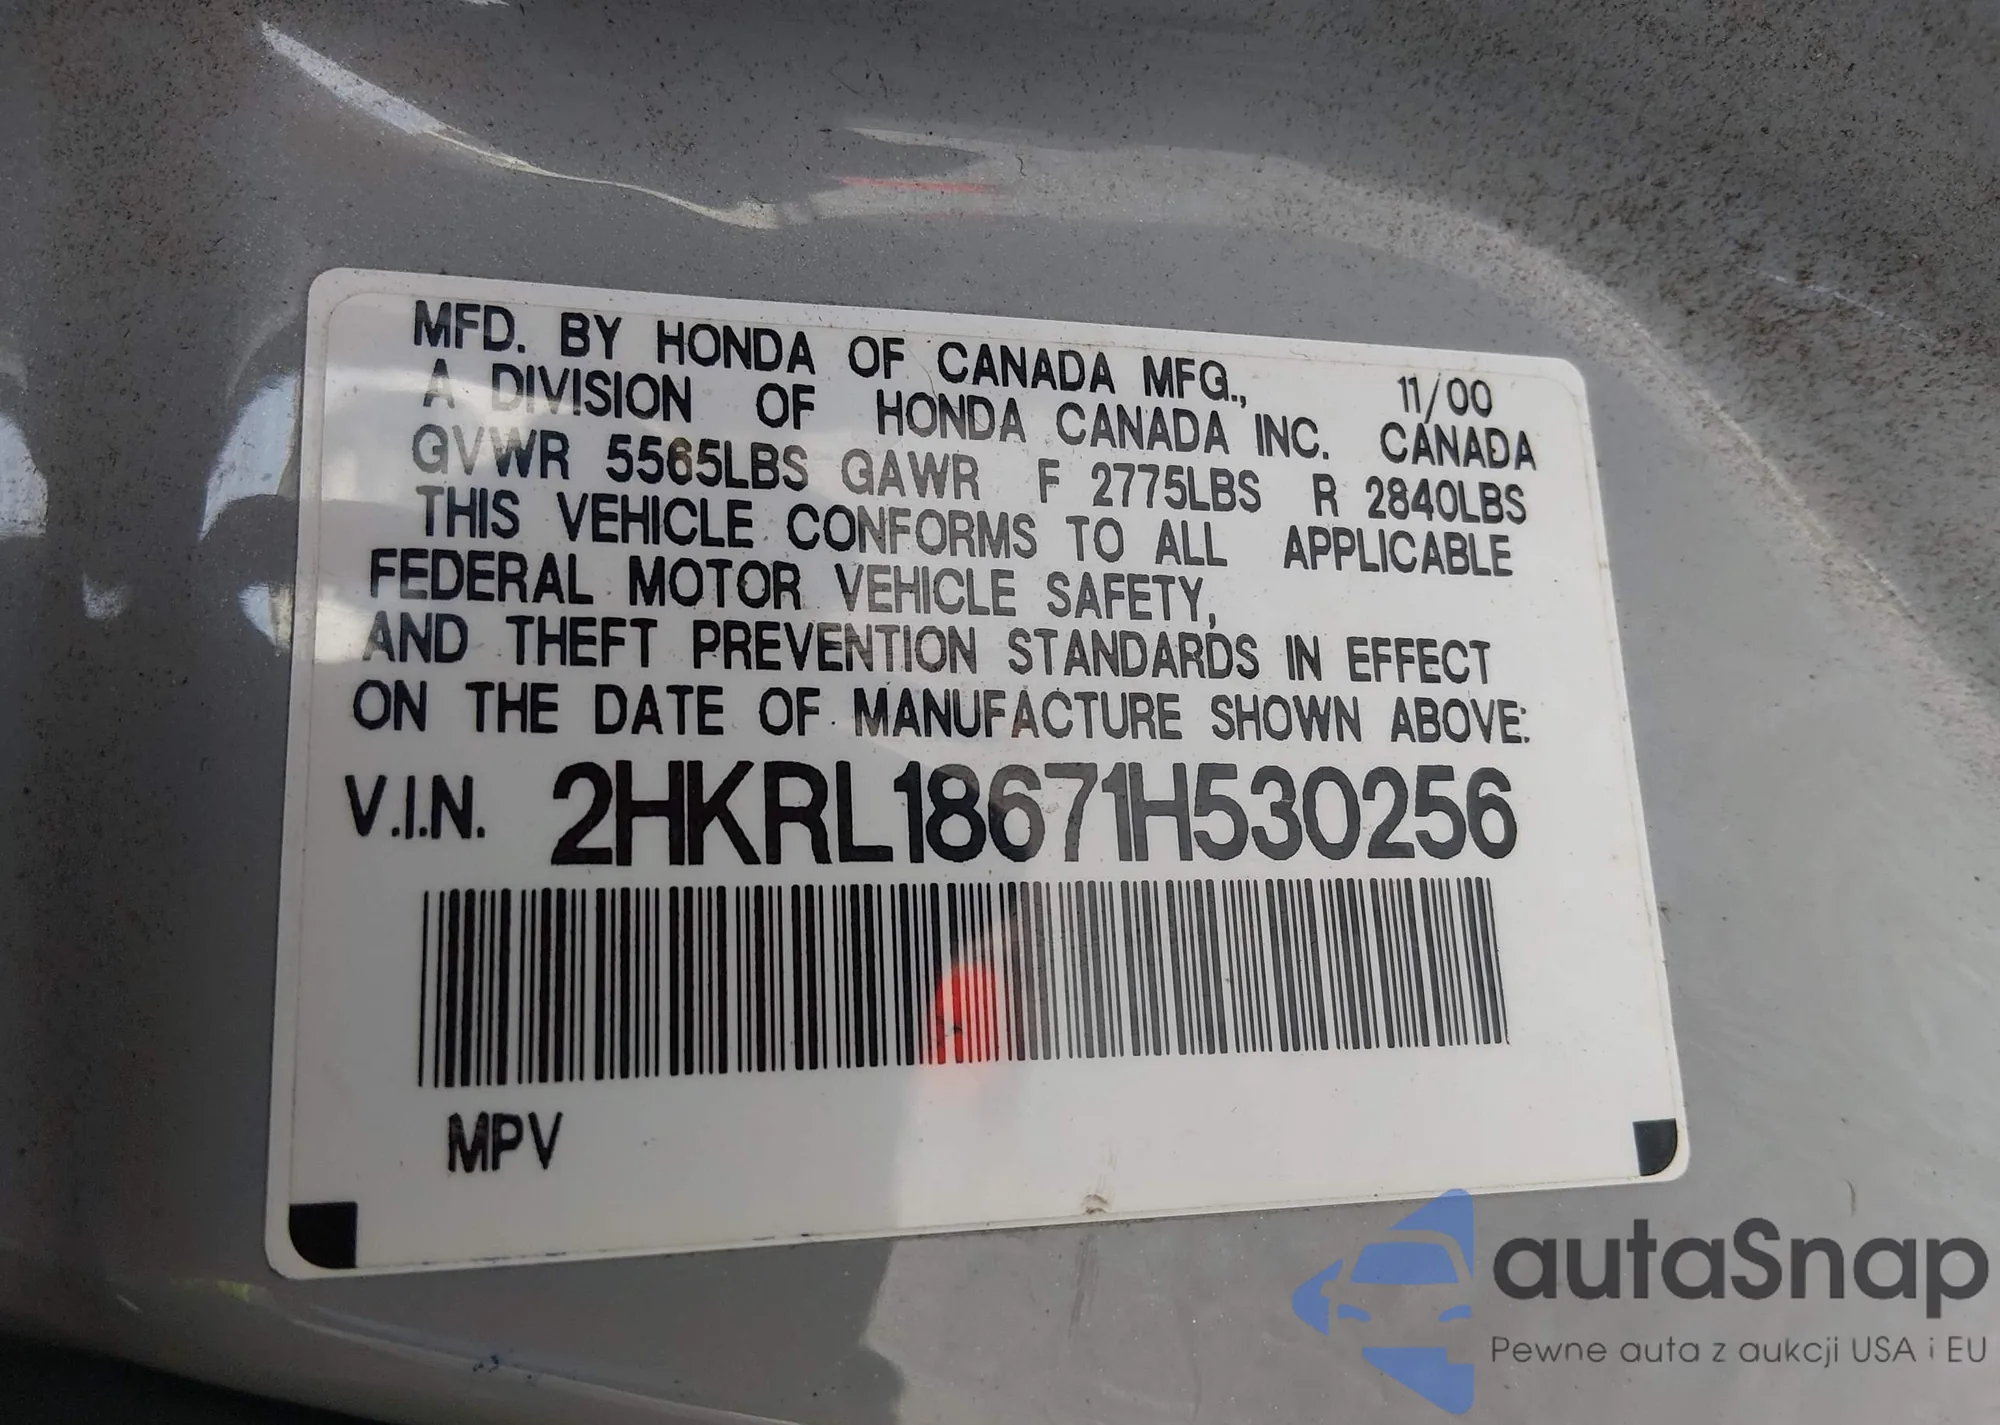 MFD. BY HONDA OF CANADA MFG., 11/00
A DIVISION OF HONDA CANADA INC. CANADA
GVWR 5565LBS GAWR F 2775LBS R 2840LBS
THIS VEHICLE CONFORMS TO ALL APPLICABLE
FEDERAL MOTOR VEHICLE SAFETY,
AND THEFT PREVENTION STANDARDS IN EFFECT
ON THE DATE OF MANUFACTURE SHOWN ABOVE:
V.I.N. 2HKRL18671H530256
MPV
autaSnap
Pewne auta z aukcji USA i EU